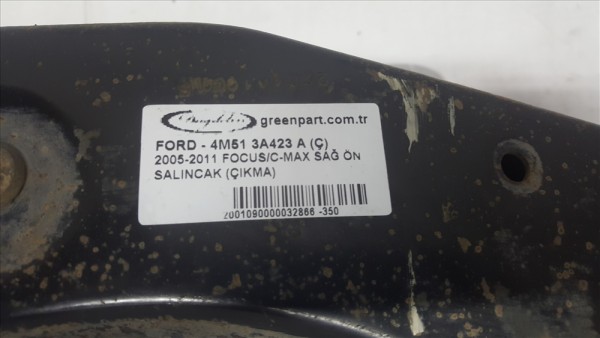 greenpart.com.tr
FORD - 4M51 3A423 A (Ç)
2005-2011 FOCUS/C-MAX SAĞ ÖN
SALINCAK (ÇIKMA)
2001090000032866 -350